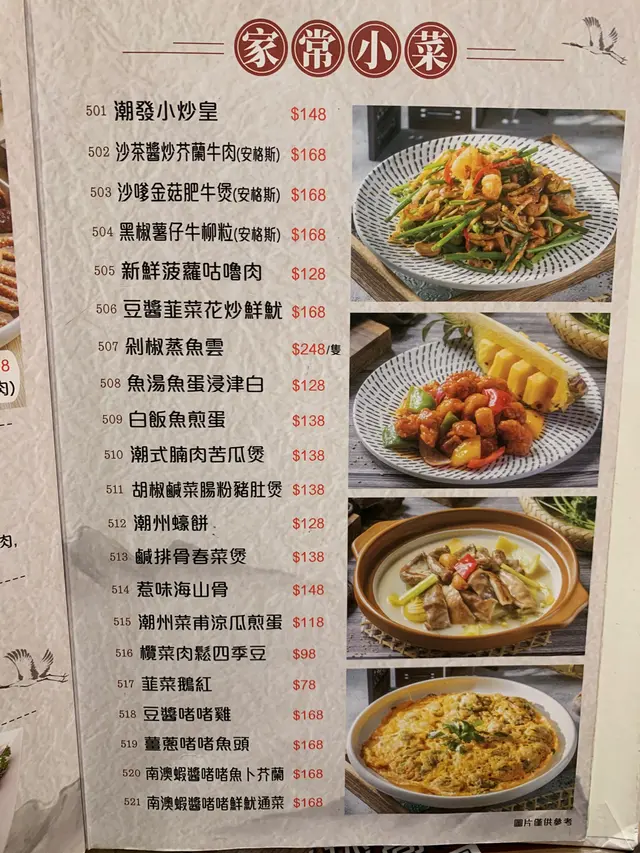 家常小菜
501 潮發小炒皇 $148
502 沙茶醬炒芥蘭牛肉(安格斯) $168
503 沙嗲金菇肥牛煲(安格斯) $168
504 黑椒薯仔牛柳粒(安格斯) $168
505 新鮮菠蘿咕嚕肉 $128
506 豆醬韮菜花炒鮮魷 $168
507 剁椒蒸魚雲 $248/隻
508 魚湯魚蛋浸津白 $128
509 白飯魚煎蛋 $138
510 潮式腩肉苦瓜煲 $138
511 胡椒鹹菜腸粉豬肚煲 $138
512 潮州蠔餅 $128
513 鹹排骨春菜煲 $138
514 惹味海山骨 $148
515 潮州菜甫涼瓜煎蛋 $118
516 欖菜肉鬆四季豆 $98
517 韮菜鵝紅 $78
518 豆醬啫啫雞 $168
519 薑蔥啫啫魚頭 $168
520 南澳蝦醬啫啫魚卜芥蘭 $168
521 南澳蝦醬啫啫鮮魷通菜 $168
圖片僅供參考
8
肉)
肉,